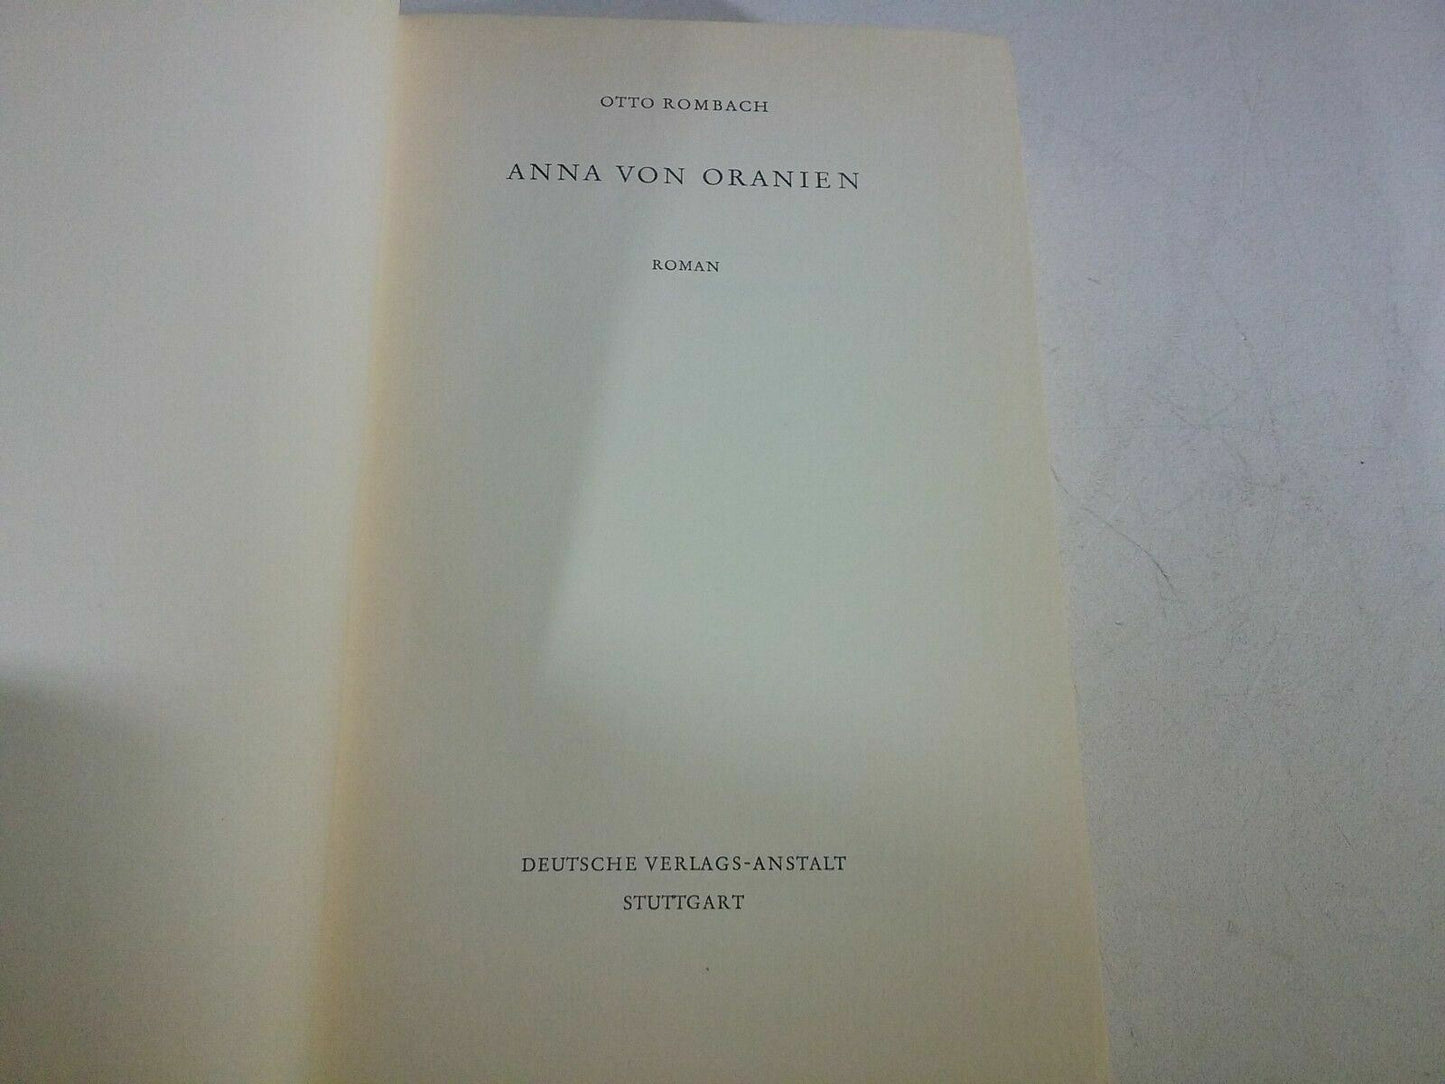 OTTO ROMBACH
ANNA VON ORANIEN
ROMAN
DEUTSCHE VERLAGS-ANSTALT
STUTTGART